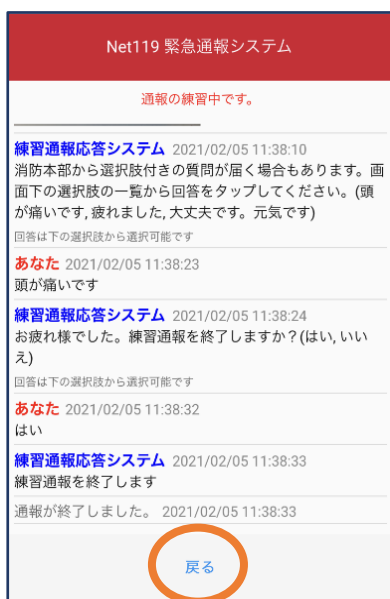 Net119 緊急通報システム
通報の練習中です。
練習通報応答システム 2021/02/05 11:38:10
消防本部から選択肢付きの質問が届く場合もあります。画
面下の選択肢の一覧から回答をタップしてください。(頭
が痛いです, 疲れました, 大丈夫です。元気です)
回答は下の選択肢から選択可能です
あなた 2021/02/05 11:38:23
頭が痛いです
練習通報応答システム 2021/02/05 11:38:24
お疲れ様でした。練習通報を終了しますか？(はい, いい
え)
回答は下の選択肢から選択可能です
あなた 2021/02/05 11:38:32
はい
練習通報応答システム 2021/02/05 11:38:33
練習通報を終了します
通報が終了しました。 2021/02/05 11:38:33
戻る